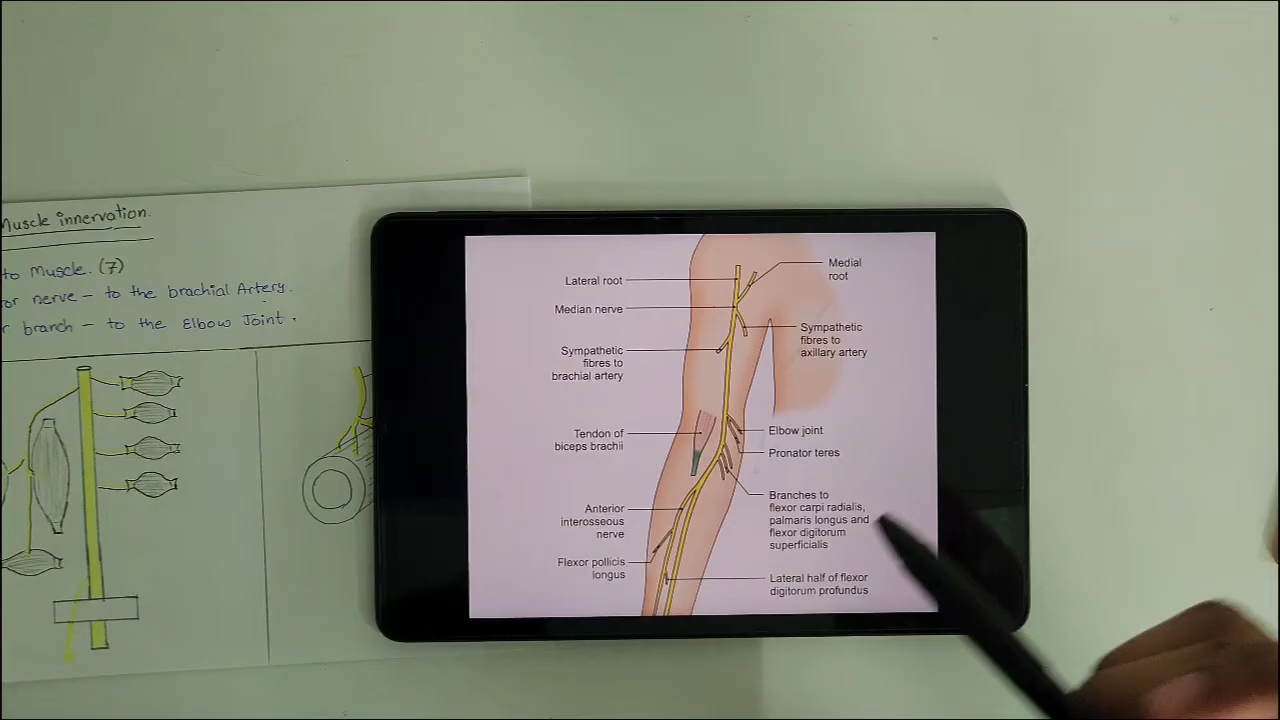 Muscle innervation.
to Muscle. (7)
or nerve - to the brachial Artery.
r branch - to the Elbow Joint.
Lateral root
Medial
root
Median nerve
Sympathetic
fibres to
axillary artery
Sympathetic
fibres to
brachial artery
Tendon of
biceps brachii
Elbow joint
Pronator teres
Branches to
flexor carpi radialis,
palmaris longus and
flexor digitorum
superficialis
Anterior
interosseous
nerve
Flexor pollicis
longus
Lateral half of flexor
digitorum profundus